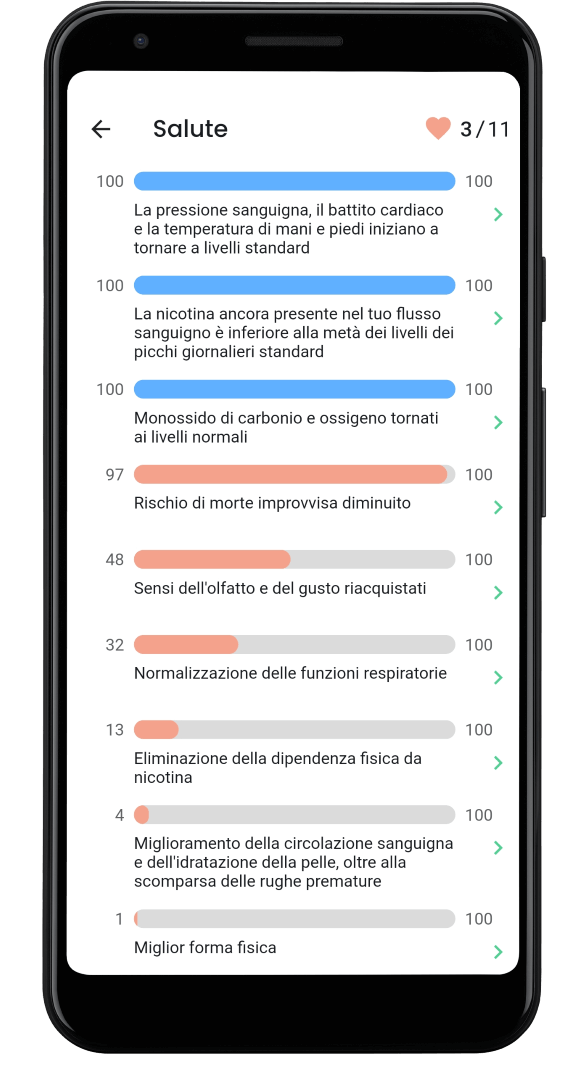 Salute
3/11
100 100
La pressione sanguigna, il battito cardiaco
e la temperatura di mani e piedi iniziano a
tornare a livelli standard
100 100
La nicotina ancora presente nel tuo flusso
sanguigno è inferiore alla metà dei livelli dei
picchi giornalieri standard
100 100
Monossido di carbonio e ossigeno tornati
ai livelli normali
97 100
Rischio di morte improvvisa diminuito
48 100
Sensi dell'olfatto e del gusto riacquistati
32 100
Normalizzazione delle funzioni respiratorie
13 100
Eliminazione della dipendenza fisica da
nicotina
4 100
Miglioramento della circolazione sanguigna
e dell'idratazione della pelle, oltre alla
scomparsa delle rughe premature
1 100
Miglior forma fisica